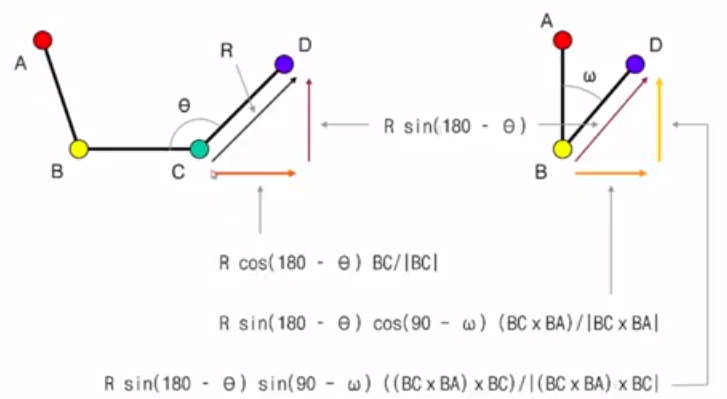 A
B
C
D
R
θ
A
B
D
ω
R sin(180 - θ)
R cos(180 - θ) BC/|BC|
R sin(180 - θ) cos(90 - ω) (BC x BA)/|BC x BA|
R sin(180 - θ) sin(90 - ω) ((BC x BA) x BC)/|(BC x BA) x BC|